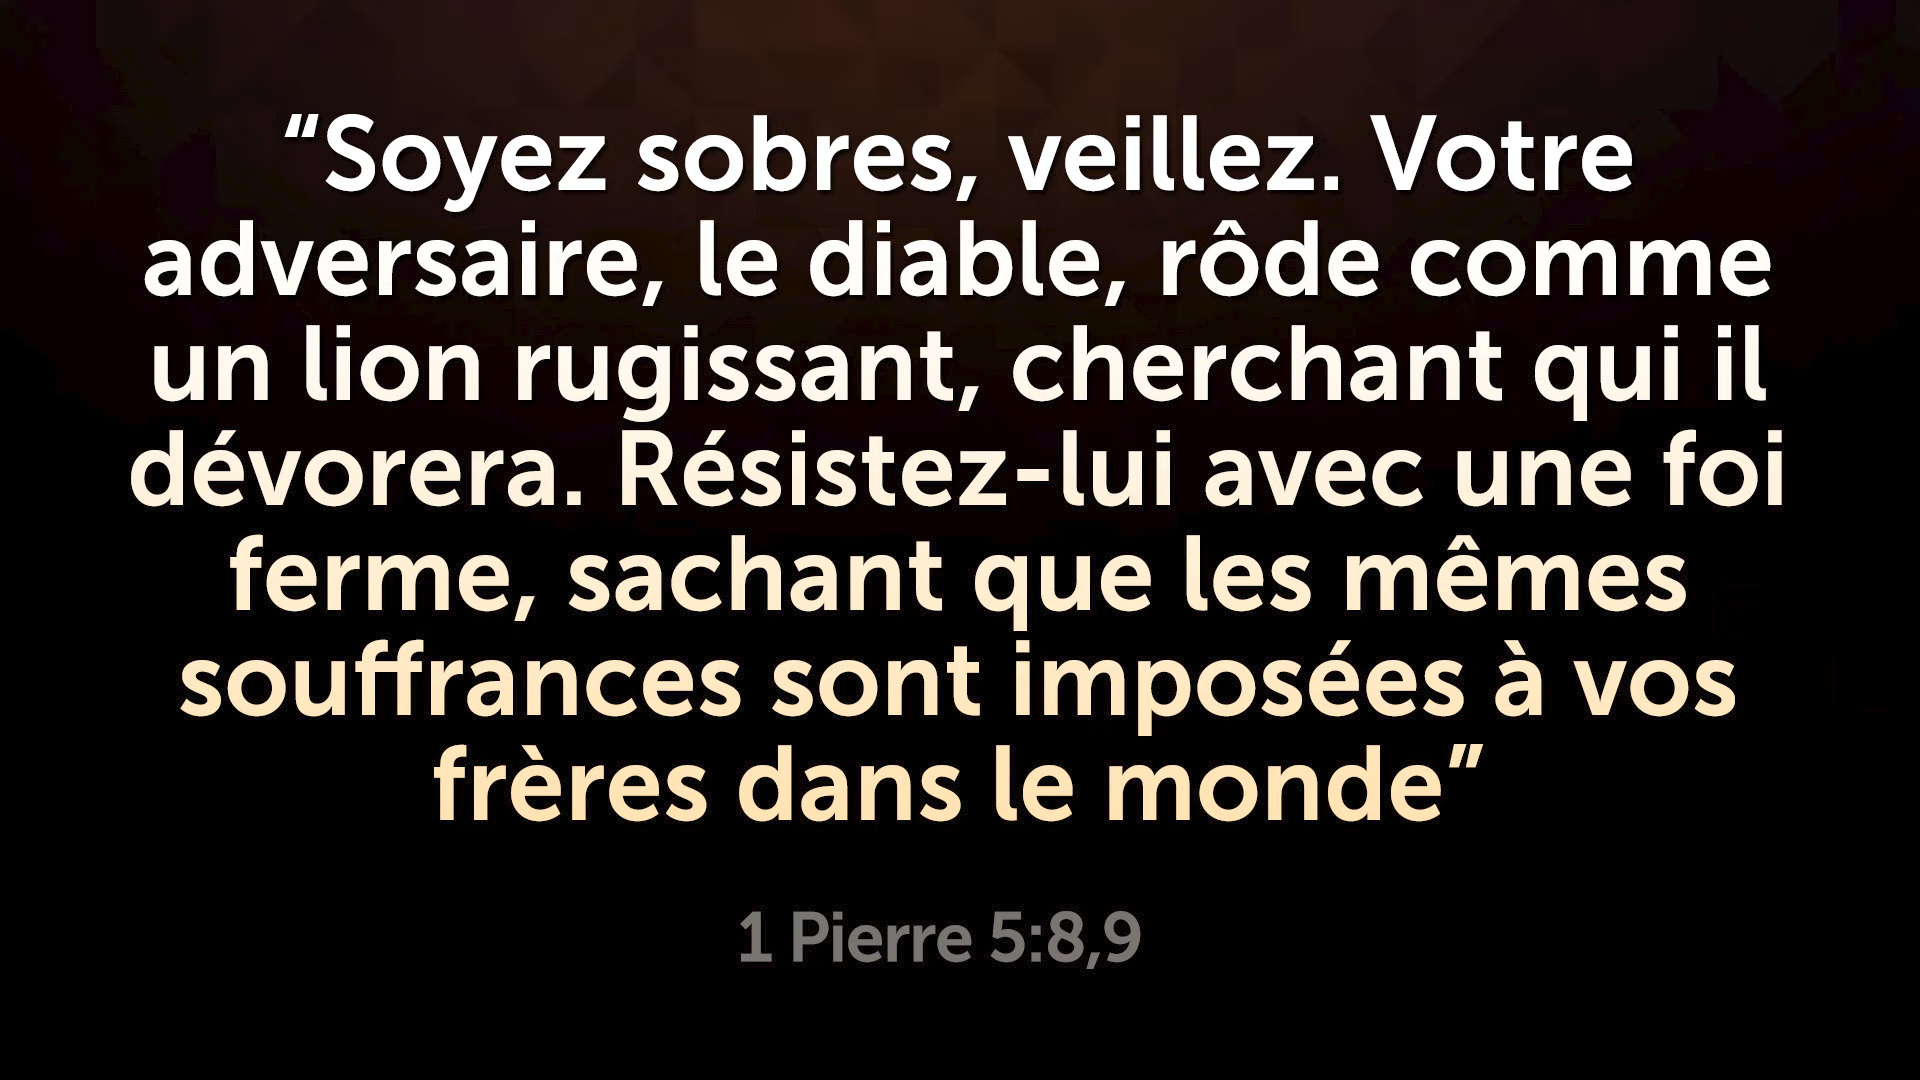 “Soyez sobres, veillez. Votre
adversaire, le diable, rôde comme
un lion rugissant, cherchant qui il
dévorera. Résistez-lui avec une foi
ferme, sachant que les mêmes
souffrances sont imposées à vos
frères dans le monde”
1 Pierre 5:8,9